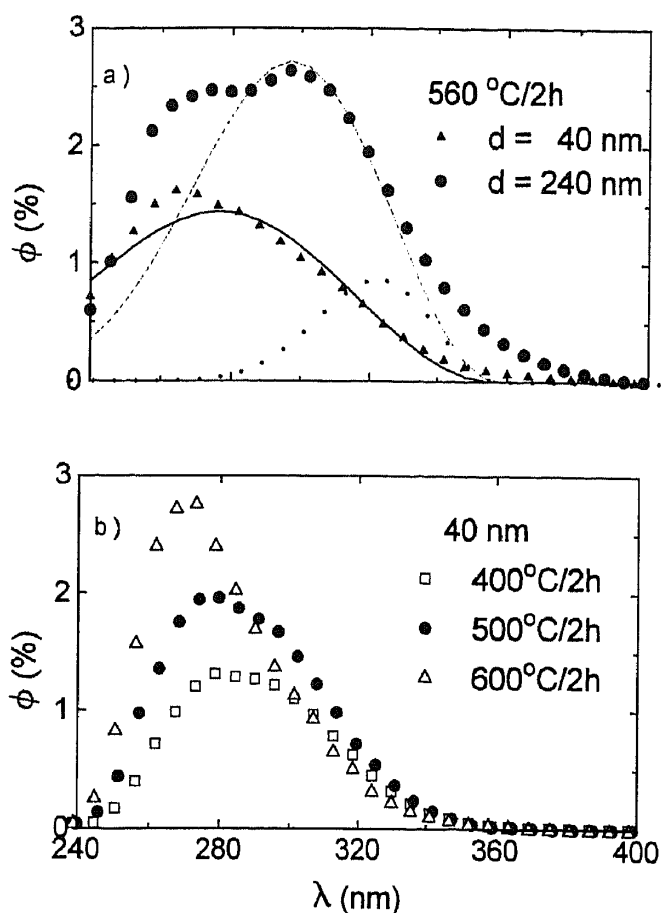 3
a)
560 °C/2h
▲ d = 40 nm
● d = 240 nm
2
ϕ (%)
1
0
3
b)
40 nm
□ 400°C/2h
● 500°C/2h
△ 600°C/2h
2
ϕ (%)
1
0
240 280 320 360 400
λ (nm)